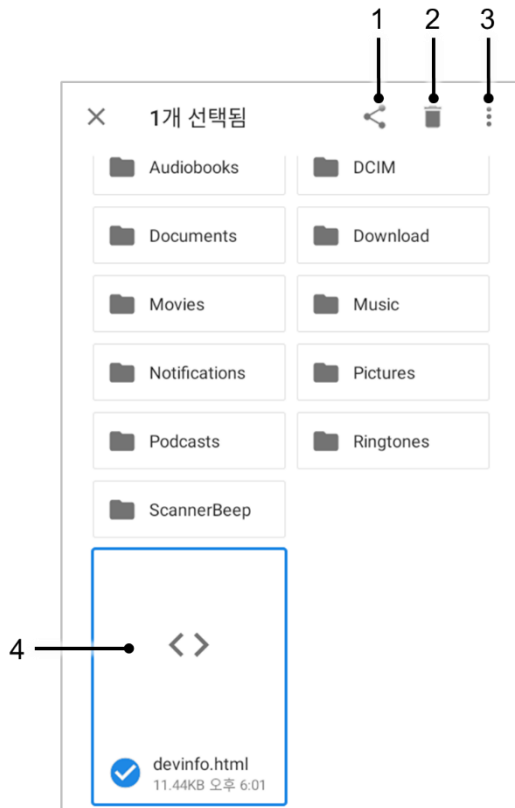 1 2 3
1개 선택됨
Audiobooks DCIM
Documents Download
Movies Music
Notifications Pictures
Podcasts Ringtones
ScannerBeep
4
devinfo.html
11.44KB 오후 6:01